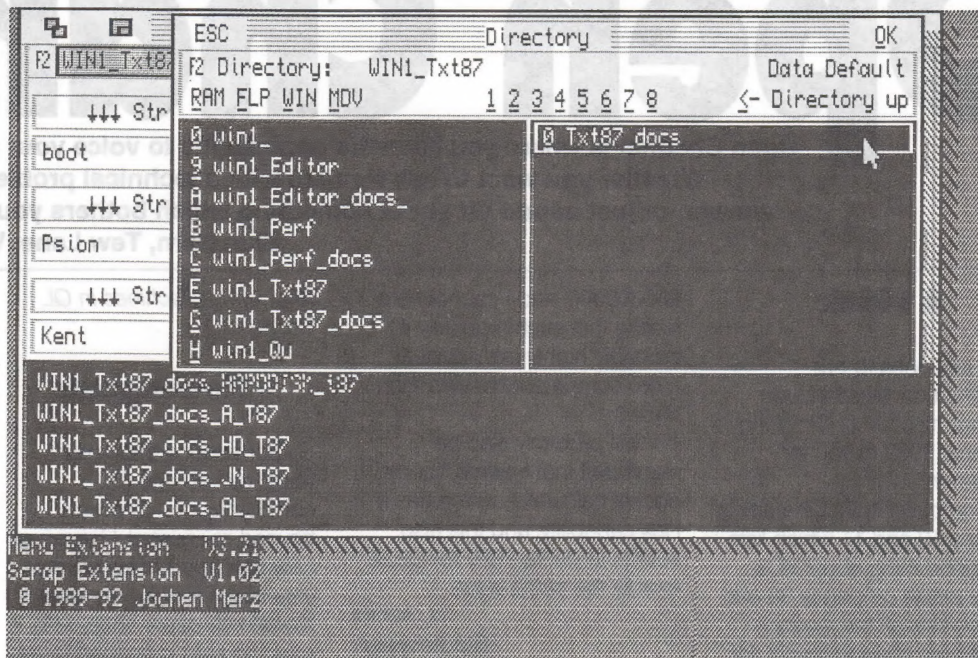 ESC Directory OK
F2 WIN1_Txt87
F2 Directory: WIN1_Txt87 Data Default
RAM FLP WIN MDV 1 2 3 4 5 6 7 8 <- Directory up
↓↓↓ Str
boot
↓↓↓ Str
Psion
↓↓↓ Str
Kent
0 win1_
9 win1_Editor
A win1_Editor_docs_
B win1_Perf
C win1_Perf_docs
E win1_Txt87
G win1_Txt87_docs
H win1_Qu
0 Txt87_docs
WIN1_Txt87_docs_HARDDISK_t87
WIN1_Txt87_docs_A_T87
WIN1_Txt87_docs_HD_T87
WIN1_Txt87_docs_JN_T87
WIN1_Txt87_docs_AL_T87
Menu Extension V3.21
Scrap Extension V1.02
@ 1989-92 Jochen Merz